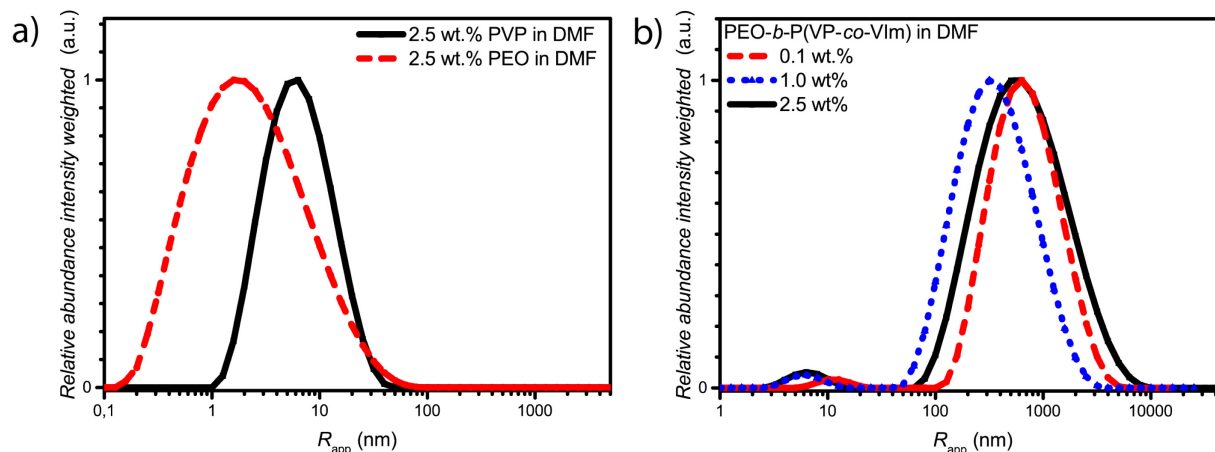 a)
Relative abundance intensity weighted (a.u.)
2.5 wt.% PVP in DMF
2.5 wt.% PEO in DMF
1
0
0,1
1
10
100
1000
R_app (nm)
b)
Relative abundance intensity weighted (a.u.)
PEO-b-P(VP-co-VIm) in DMF
0.1 wt.%
1.0 wt%
2.5 wt%
1
0
1
10
100
1000
10000
R_app (nm)